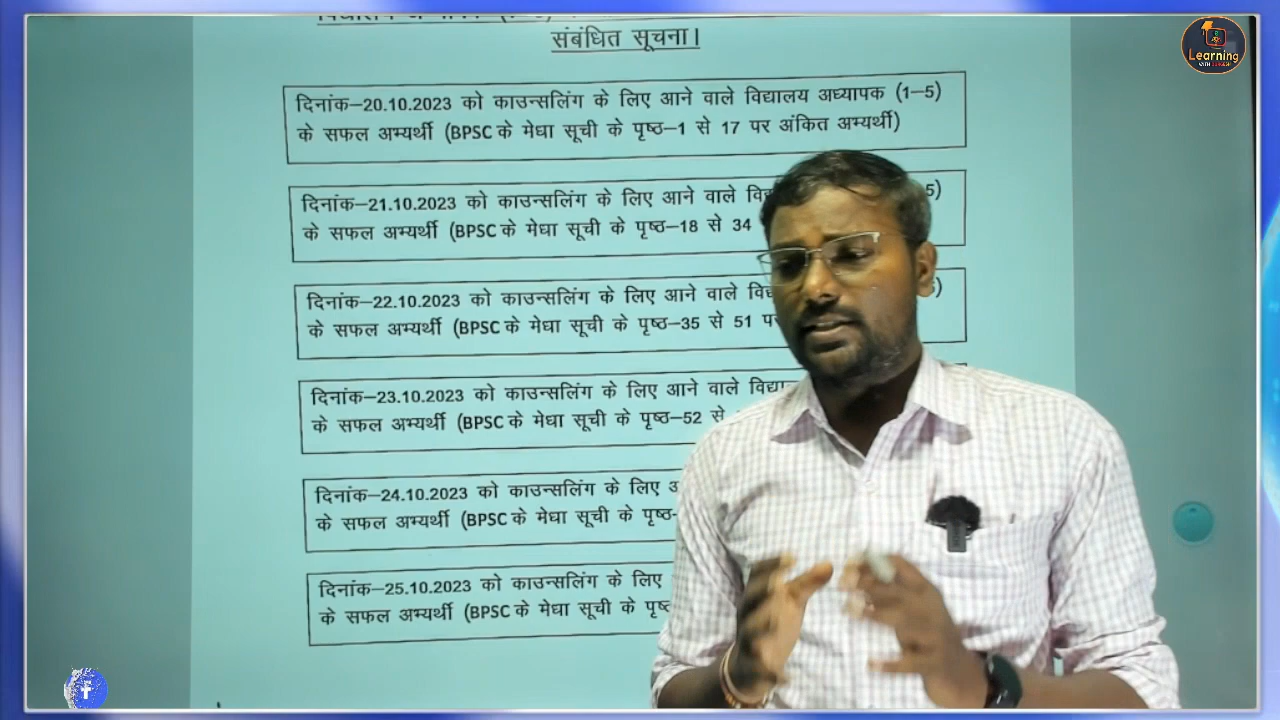 संबंधित सूचना।
Learning
दिनांक–20.10.2023 को काउन्सलिंग के लिए आने वाले विद्यालय अध्यापक (1–5)
के सफल अभ्यर्थी (BPSC के मेधा सूची के पृष्ठ–1 से 17 पर अंकित अभ्यर्थी)
दिनांक–21.10.2023 को काउन्सलिंग के लिए आने वाले 5)
के सफल अभ्यर्थी (BPSC के मेधा सूची के पृष्ठ–18 से 34
दिनांक–22.10.2023 को काउन्सलिंग के लिए आने वाले )
के सफल अभ्यर्थी (BPSC के मेधा सूची के पृष्ठ–35 से 51
दिनांक–23.10.2023 को काउन्सलिंग के लिए आने वाले
के सफल अभ्यर्थी (BPSC के मेधा सूची के पृष्ठ–52 से
दिनांक–24.10.2023 को काउन्सलिंग के लिए
के सफल अभ्यर्थी (BPSC के मेधा सूची के पृष्ठ–
दिनांक–25.10.2023 को काउन्सलिंग के लिए
के सफल अभ्यर्थी (BPSC के मेधा सूची के